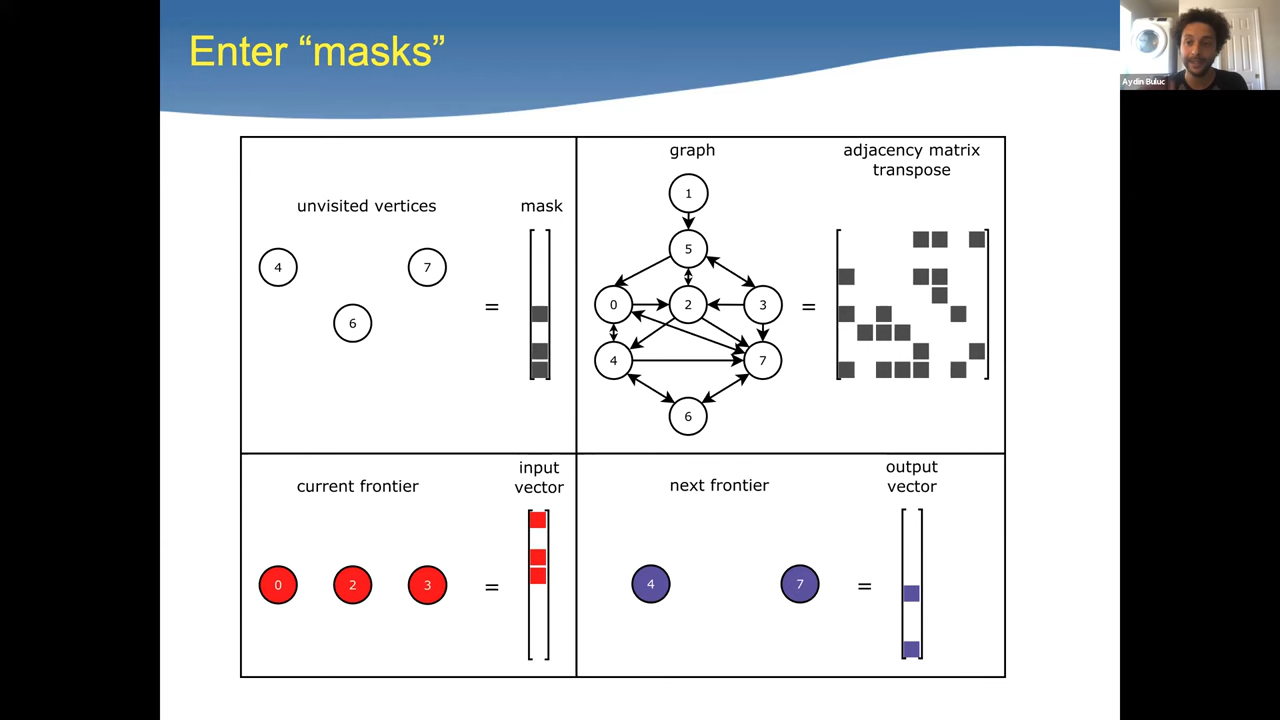 Enter “masks”
Aydin Buluc
unvisited vertices
mask
4
7
6
=
graph
adjacency matrix
transpose
1
5
0
2
3
4
7
6
=
current frontier
input
vector
0
2
3
=
next frontier
output
vector
4
7
=